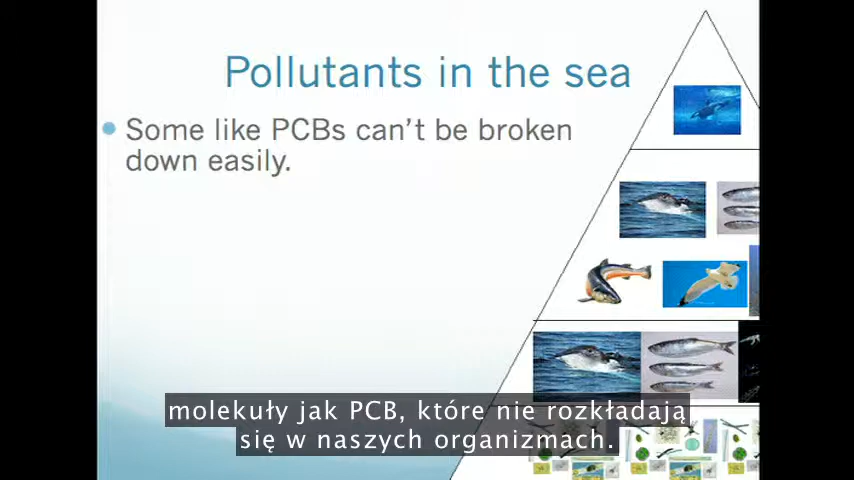 Pollutants in the sea
Some like PCBs can't be broken
down easily.
molekuły jak PCB, które nie rozkładają
się w naszych organizmach.